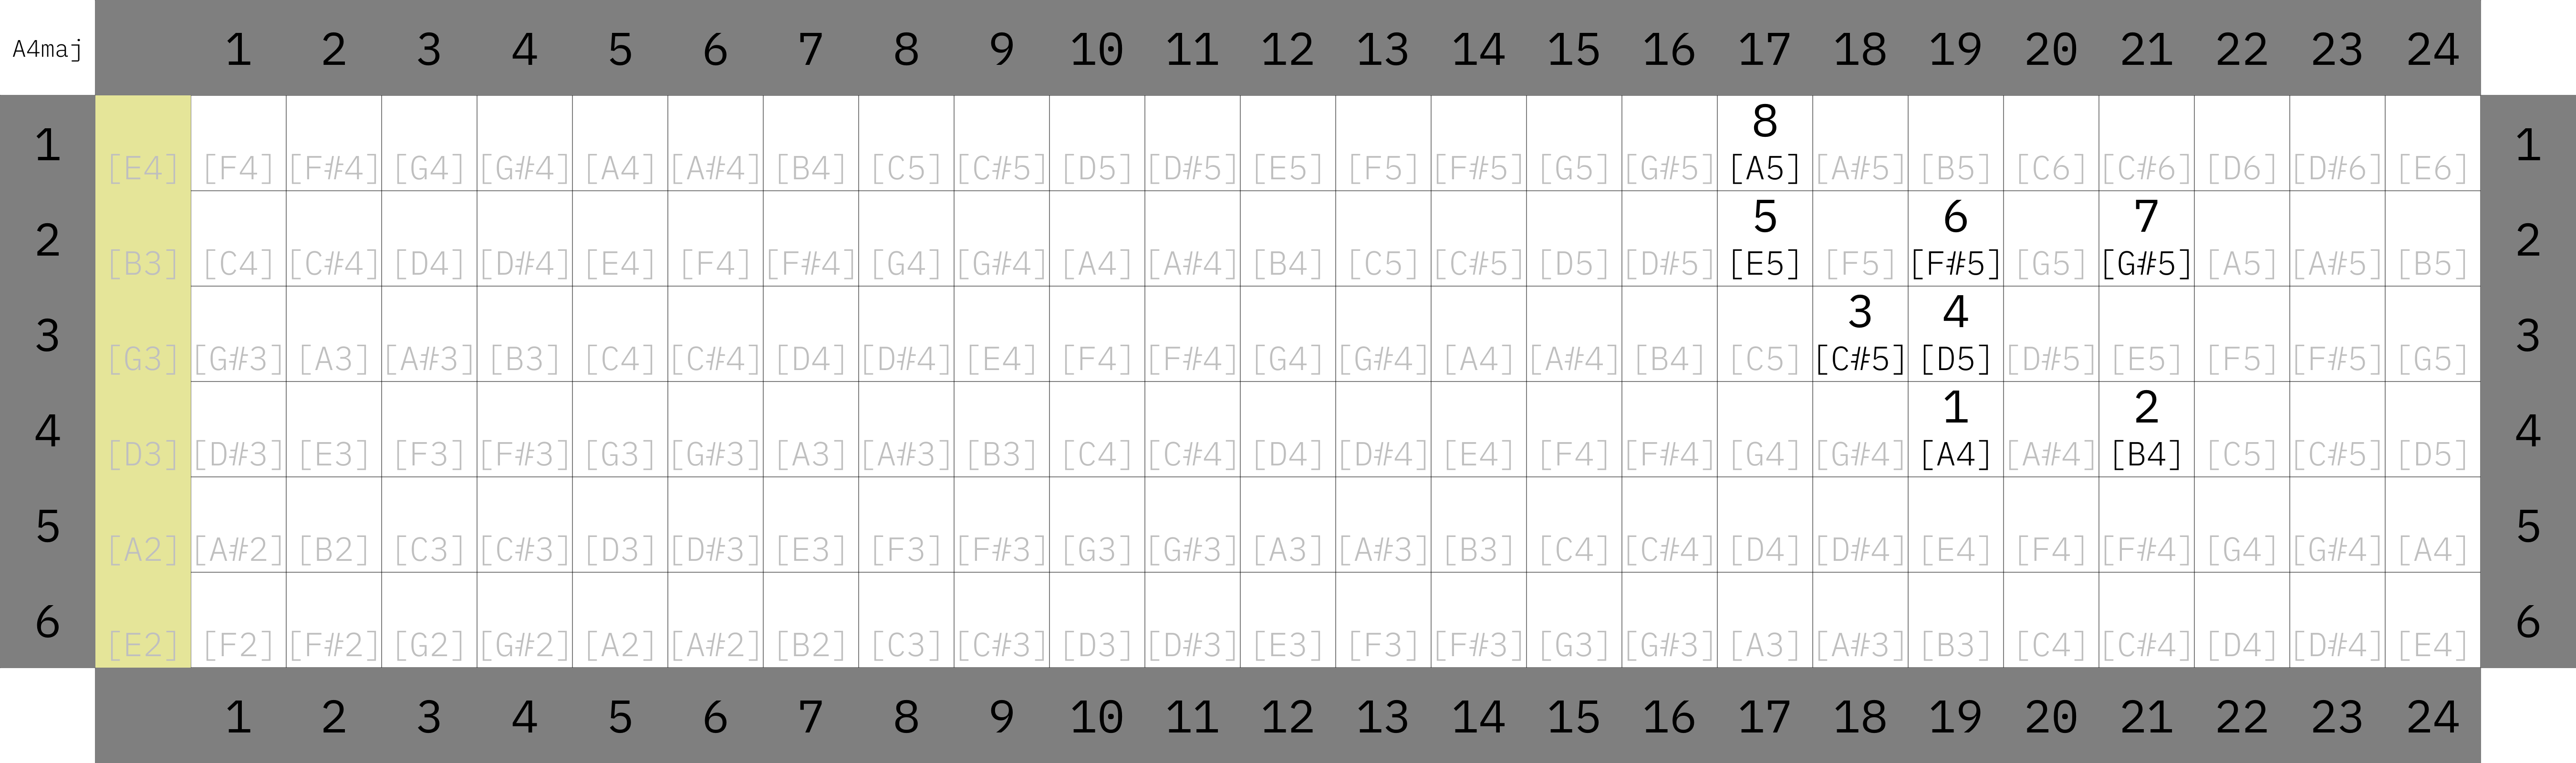 A4maj 1 2 3 4 5 6 7 8 9 10 11 12 13 14 15 16 17 18 19 20 21 22 23 24
8
1 [E4] [F4] [F#4] [G4] [G#4] [A4] [A#4] [B4] [C5] [C#5] [D5] [D#5] [E5] [F5] [F#5] [G5] [G#5] [A5] [A#5] [B5] [C6] [C#6] [D6] [D#6] [E6] 1
5 6 7
2 [B3] [C4] [C#4] [D4] [D#4] [E4] [F4] [F#4] [G4] [G#4] [A4] [A#4] [B4] [C5] [C#5] [D5] [D#5] [E5] [F5] [F#5] [G5] [G#5] [A5] [A#5] [B5] 2
3 4
3 [G3] [G#3] [A3] [A#3] [B3] [C4] [C#4] [D4] [D#4] [E4] [F4] [F#4] [G4] [G#4] [A4] [A#4] [B4] [C5] [C#5] [D5] [D#5] [E5] [F5] [F#5] [G5] 3
1 2
4 [D3] [D#3] [E3] [F3] [F#3] [G3] [G#3] [A3] [A#3] [B3] [C4] [C#4] [D4] [D#4] [E4] [F4] [F#4] [G4] [G#4] [A4] [A#4] [B4] [C5] [C#5] [D5] 4
5 [A2] [A#2] [B2] [C3] [C#3] [D3] [D#3] [E3] [F3] [F#3] [G3] [G#3] [A3] [A#3] [B3] [C4] [C#4] [D4] [D#4] [E4] [F4] [F#4] [G4] [G#4] [A4] 5
6 [E2] [F2] [F#2] [G2] [G#2] [A2] [A#2] [B2] [C3] [C#3] [D3] [D#3] [E3] [F3] [F#3] [G3] [G#3] [A3] [A#3] [B3] [C4] [C#4] [D4] [D#4] [E4] 6
1 2 3 4 5 6 7 8 9 10 11 12 13 14 15 16 17 18 19 20 21 22 23 24